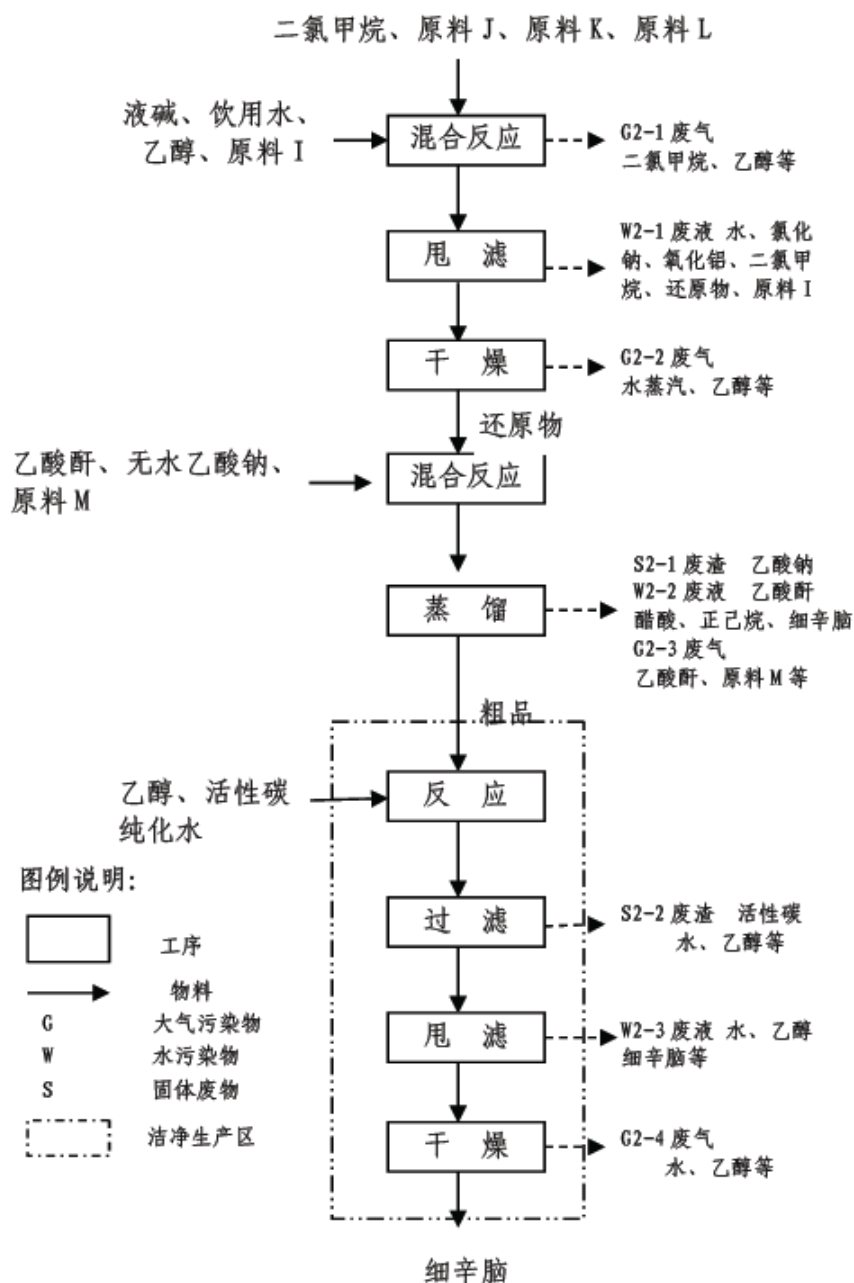 二氯甲烷、原料 J、原料 K、原料 L
液碱、饮用水、
乙醇、原料 I
混合反应
G2-1 废气
二氯甲烷、乙醇等
甩 滤
W2-1 废液 水、氯化
钠、氧化铝、二氯甲
烷、还原物、原料 I
干 燥
G2-2 废气
水蒸汽、乙醇等
还原物
乙酸酐、无水乙酸钠、
原料 M
混合反应
蒸 馏
S2-1 废渣 乙酸钠
W2-2 废液 乙酸酐
醋酸、正己烷、细辛脑
G2-3 废气
乙酸酐、原料 M 等
粗品
乙醇、活性碳
纯化水
反 应
过 滤
S2-2 废渣 活性碳
水、乙醇等
甩 滤
W2-3 废液 水、乙醇
细辛脑等
干 燥
G2-4 废气
水、乙醇等
细辛脑
图例说明:
工序
物料
G 大气污染物
W 水污染物
S 固体废物
洁净生产区